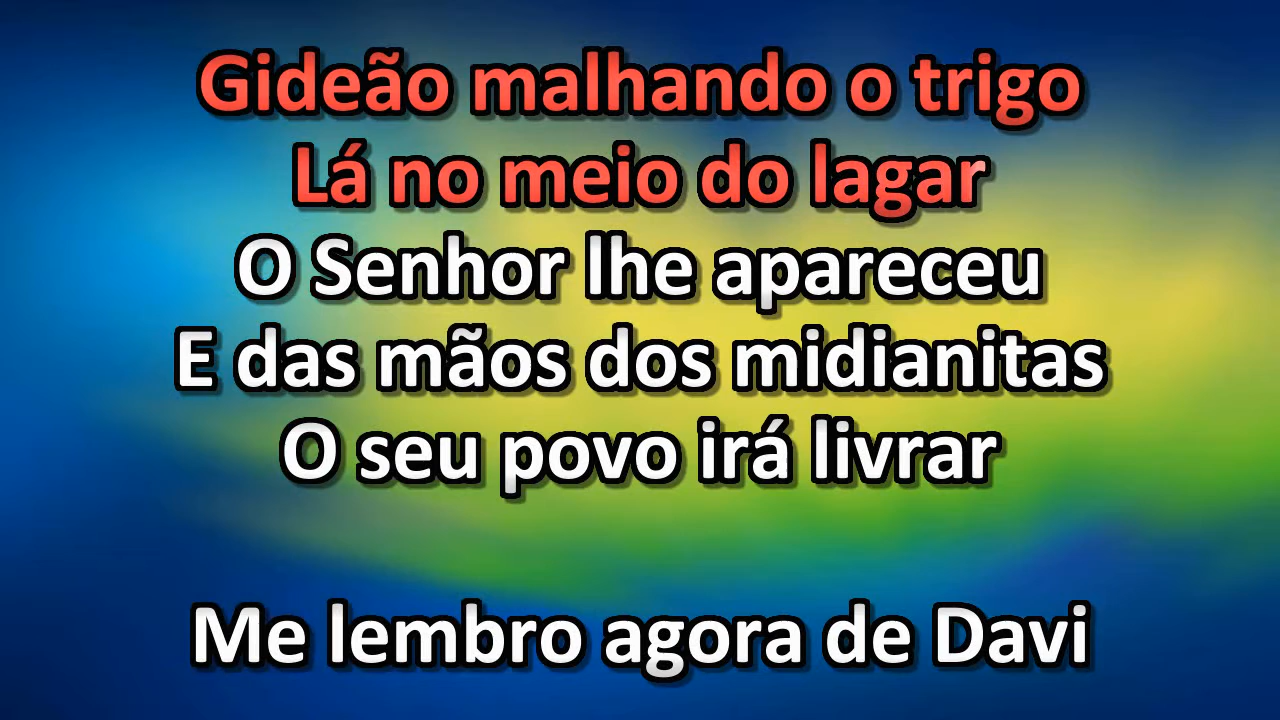 Gideão malhando o trigo
Lá no meio do lagar
O Senhor lhe apareceu
E das mãos dos midianitas
O seu povo irá livrar
Me lembro agora de Davi